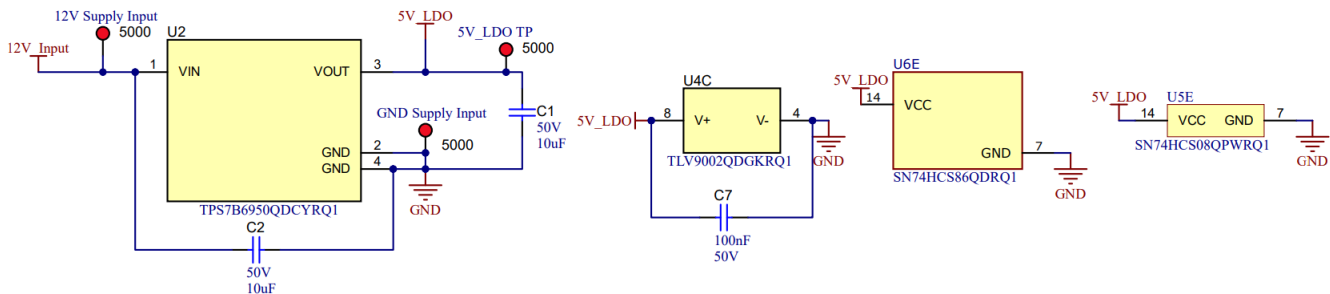 12V Supply Input
5000
U2
12V_Input
1
VIN
VOUT
3
5V_LDO
5V_LDO TP
5000
GND Supply Input
5000
C1
50V
10uF
GND
2
GND
4
GND
TPS7B6950QDCYRQ1
C2
50V
10uF
U4C
5V_LDO
8
V+
V-
4
GND
TLV9002QDGKRQ1
C7
100nF
50V
U6E
5V_LDO
14
VCC
GND
7
GND
SN74HCS86QDRQ1
U5E
5V_LDO
14
VCC
GND
7
GND
SN74HCS08QPWRQ1